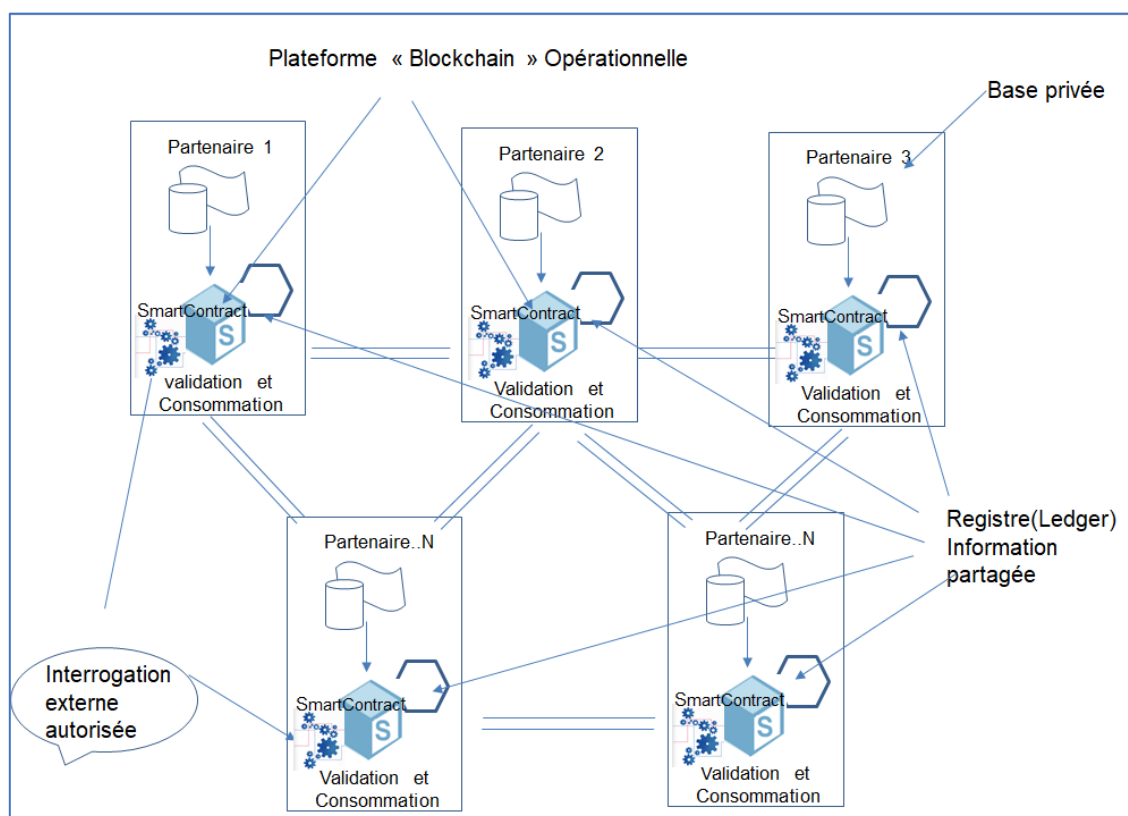 Plateforme « Blockchain » Opérationnelle
Base privée
Partenaire 1
SmartContract
S
validation et
Consommation
Partenaire 2
SmartContract
S
Validation et
Consommation
Partenaire 3
SmartContract
S
Validation et
Consommation
Registre(Ledger)
Information
partagée
Partenaire..N
SmartContract
S
Validation et
Consommation
Partenaire..N
SmartContract
S
Validation et
Consommation
Interrogation
externe
autorisée